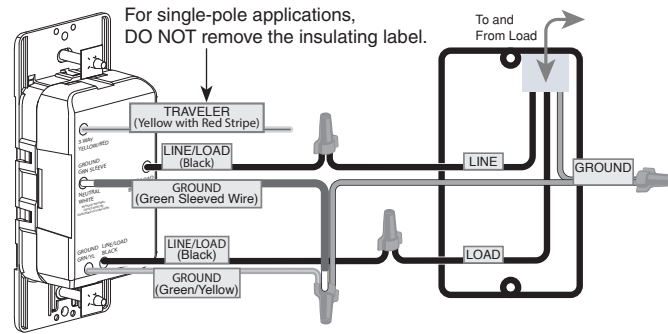 For single-pole applications,
DO NOT remove the insulating label.
To and
From Load
TRAVELER
(Yellow with Red Stripe)
3-WAY
YELLOW/RED
LINE/LOAD
(Black)
LINE
GROUND
GRN SLEEVE
GROUND
GROUND
(Green Sleeved Wire)
NEUTRAL
WHITE
LINE/LOAD
(Black)
LOAD
GROUND LINE/LOAD
GRN/YL BLACK
GROUND
(Green/Yellow)